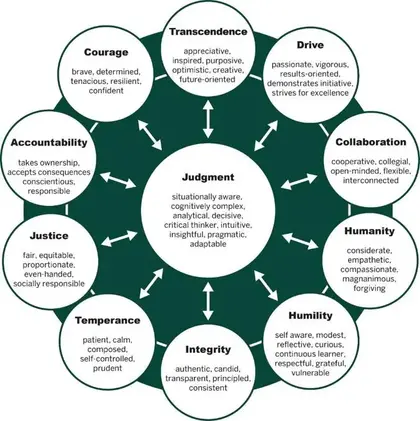 Transcendence
appreciative,
inspired, purposive,
optimistic, creative,
future-oriented
Drive
passionate, vigorous,
results-oriented,
demonstrates initiative,
strives for excellence
Collaboration
cooperative, collegial,
open-minded, flexible,
interconnected
Humanity
considerate,
empathetic,
compassionate,
magnanimous,
forgiving
Humility
self aware, modest,
reflective, curious,
continuous learner,
respectful, grateful,
vulnerable
Integrity
authentic, candid,
transparent, principled,
consistent
Temperance
patient, calm,
composed,
self-controlled,
prudent
Justice
fair, equitable,
proportionate,
even-handed,
socially responsible
Accountability
takes ownership,
accepts consequences
conscientious,
responsible
Courage
brave, determined,
tenacious, resilient,
confident
Judgment
situationally aware,
cognitively complex,
analytical, decisive,
critical thinker, intuitive,
insightful, pragmatic,
adaptable